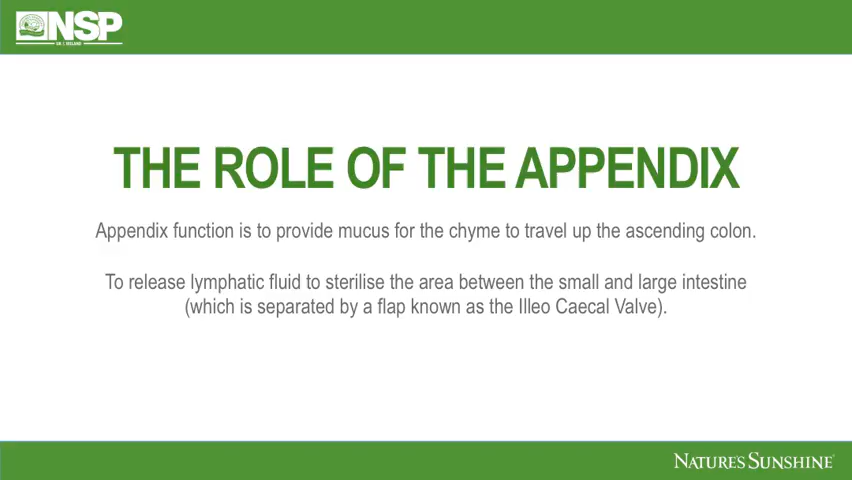 NSP
UK | IRELAND
THE ROLE OF THE APPENDIX
Appendix function is to provide mucus for the chyme to travel up the ascending colon.
To release lymphatic fluid to sterilise the area between the small and large intestine
(which is separated by a flap known as the Illeo Caecal Valve).
NATURE'S SUNSHINE